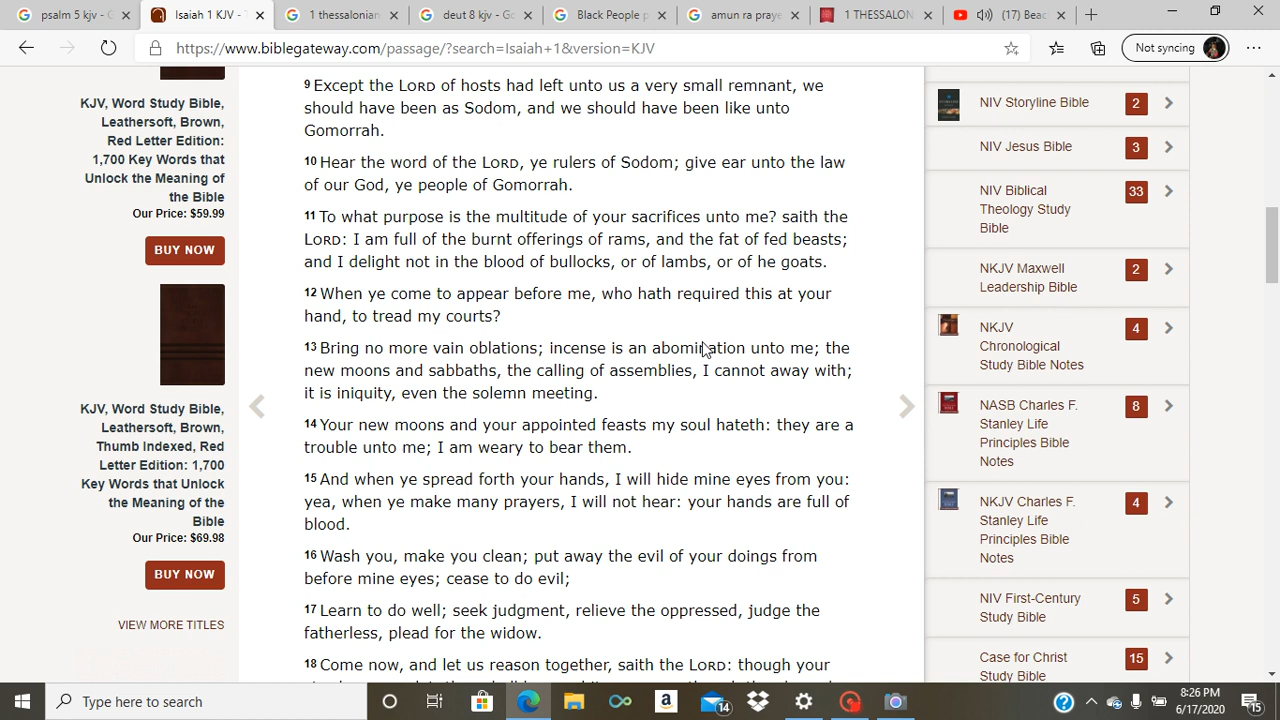 psalm 5 kjv - G
Isaiah 1 KJV -
1 thessalonian
deut 8 kjv - Go
Black People p
amun ra praye
1 THESSALON
(17) Beac
https://www.biblegateway.com/passage/?search=Isaiah+1&version=KJV
Not syncing
KJV, Word Study Bible,
Leathersoft, Brown,
Red Letter Edition:
1,700 Key Words that
Unlock the Meaning of
the Bible
Our Price: $59.99
BUY NOW
KJV, Word Study Bible,
Leathersoft, Brown,
Thumb Indexed, Red
Letter Edition: 1,700
Key Words that Unlock
the Meaning of the
Bible
Our Price: $69.98
BUY NOW
VIEW MORE TITLES
9 Except the LORD of hosts had left unto us a very small remnant, we
should have been as Sodom, and we should have been like unto
Gomorrah.
10 Hear the word of the LORD, ye rulers of Sodom; give ear unto the law
of our God, ye people of Gomorrah.
11 To what purpose is the multitude of your sacrifices unto me? saith the
LORD: I am full of the burnt offerings of rams, and the fat of fed beasts;
and I delight not in the blood of bullocks, or of lambs, or of he goats.
12 When ye come to appear before me, who hath required this at your
hand, to tread my courts?
13 Bring no more vain oblations; incense is an abomination unto me; the
new moons and sabbaths, the calling of assemblies, I cannot away with;
it is iniquity, even the solemn meeting.
14 Your new moons and your appointed feasts my soul hateth: they are a
trouble unto me; I am weary to bear them.
15 And when ye spread forth your hands, I will hide mine eyes from you:
yea, when ye make many prayers, I will not hear: your hands are full of
blood.
16 Wash you, make you clean; put away the evil of your doings from
before mine eyes; cease to do evil;
17 Learn to do well; seek judgment, relieve the oppressed, judge the
fatherless, plead for the widow.
18 Come now, and let us reason together, saith the LORD: though your
NIV Storyline Bible 2
NIV Jesus Bible 3
NIV Biblical 33
Theology Study
Bible
NKJV Maxwell 2
Leadership Bible
NKJV 4
Chronological
Study Bible Notes
NASB Charles F. 8
Stanley Life
Principles Bible
Notes
NKJV Charles F. 4
Stanley Life
Principles Bible
Notes
NIV First-Century 5
Study Bible
Case for Christ 15
Study Bible
Type here to search
14
8:26 PM
6/17/2020
15